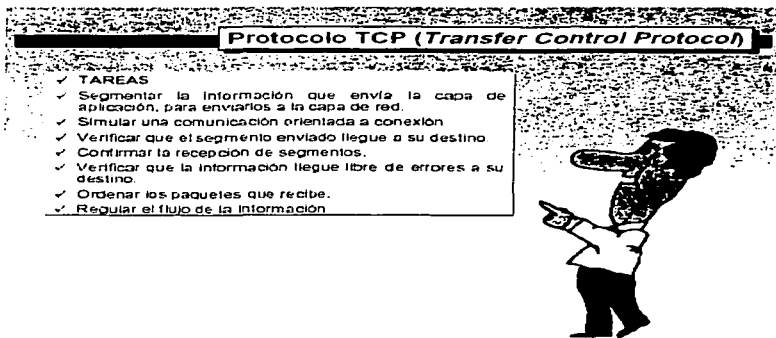 Protocolo TCP (Transfer Control Protocol)
✓ TAREAS
✓ Segmentar la información que envía la capa de
aplicación, para enviarlos a la capa de red.
✓ Simular una comunicación orientada a conexión
✓ Verificar que el segmento enviado llegue a su destino
✓ Confirmar la recepción de segmentos.
✓ Verificar que la información llegue libre de errores a su
destino.
✓ Ordenar los paquetes que recibe.
✓ Regular el flujo de la información